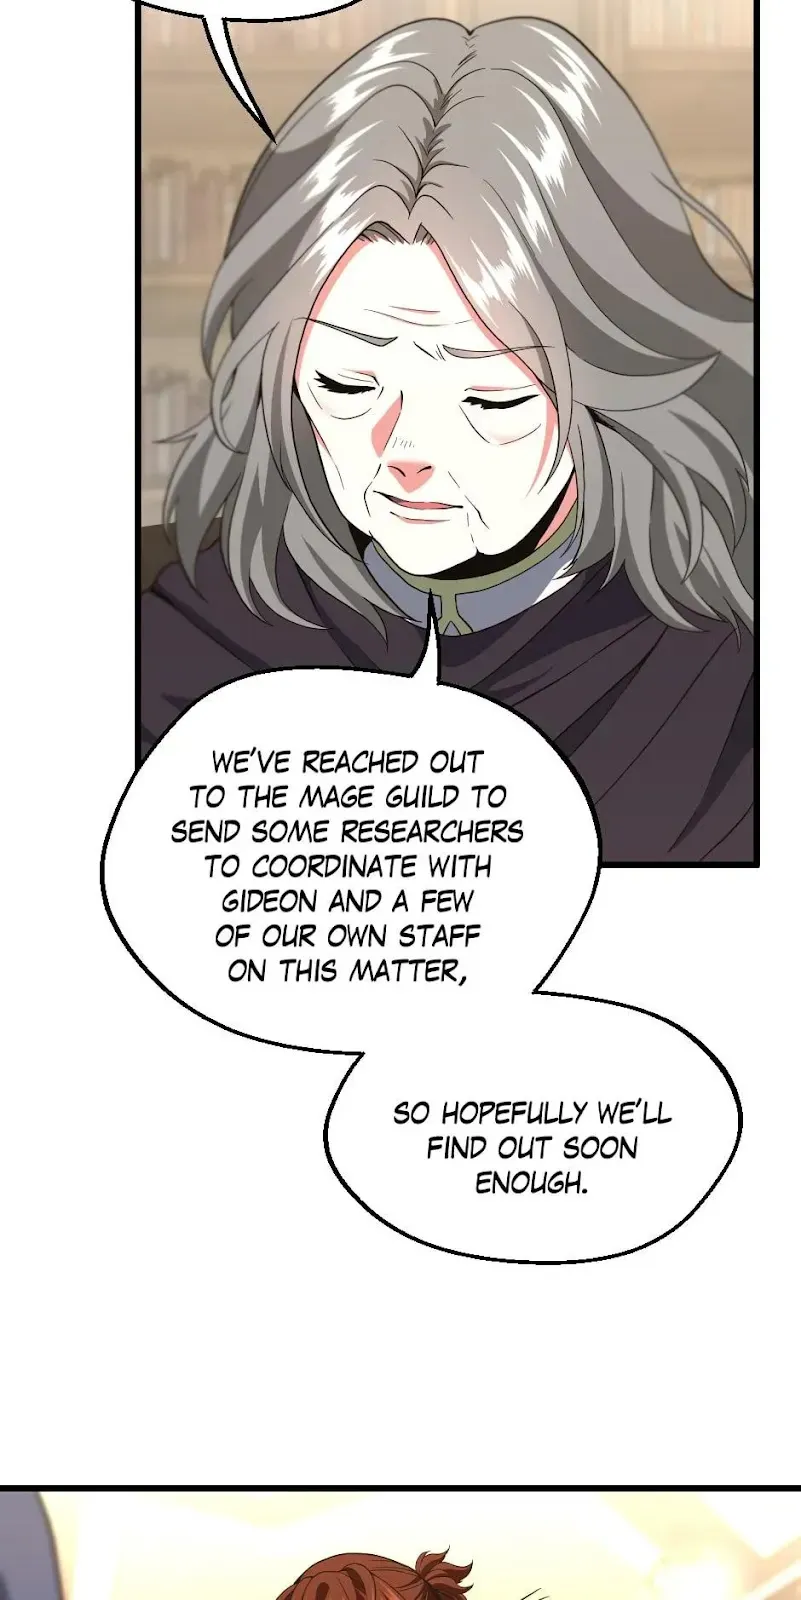 WE'VE REACHED OUT
TO THE MAGE GUILD TO
SEND SOME RESEARCHERS
TO COORDINATE WITH
GIDEON AND A FEW
OF OUR OWN STAFF
ON THIS MATTER,
SO HOPEFULLY WE'LL
FIND OUT SOON
ENOUGH.